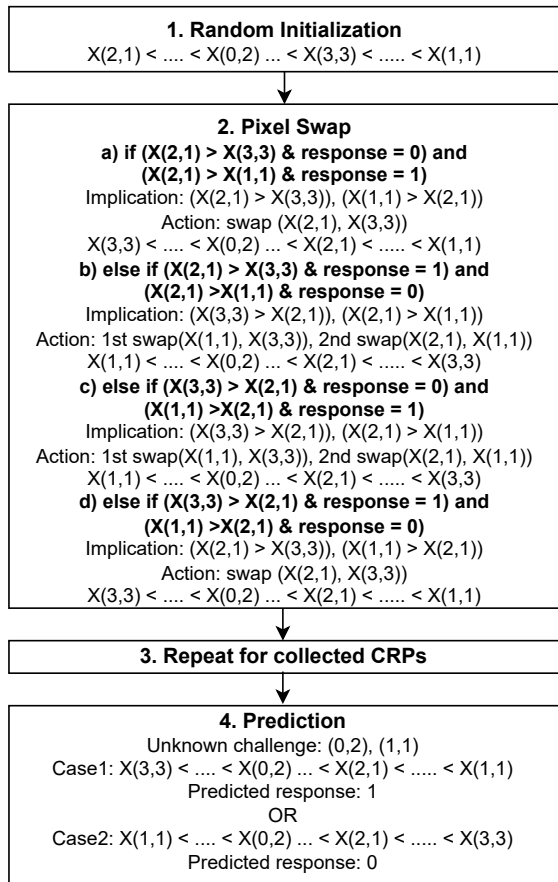 1. Random Initialization
X(2,1) < .... < X(0,2) ... < X(3,3) < ..... < X(1,1)
2. Pixel Swap
a) if (X(2,1) > X(3,3) & response = 0) and
(X(2,1) > X(1,1) & response = 1)
Implication: (X(2,1) > X(3,3)), (X(1,1) > X(2,1))
Action: swap (X(2,1), X(3,3))
X(3,3) < .... < X(0,2) ... < X(2,1) < ..... < X(1,1)
b) else if (X(2,1) > X(3,3) & response = 1) and
(X(2,1) >X(1,1) & response = 0)
Implication: (X(3,3) > X(2,1)), (X(2,1) > X(1,1))
Action: 1st swap(X(1,1), X(3,3)), 2nd swap(X(2,1), X(1,1))
X(1,1) < .... < X(0,2) ... < X(2,1) < ..... < X(3,3)
c) else if (X(3,3) > X(2,1) & response = 0) and
(X(1,1) >X(2,1) & response = 1)
Implication: (X(3,3) > X(2,1)), (X(2,1) > X(1,1))
Action: 1st swap(X(1,1), X(3,3)), 2nd swap(X(2,1), X(1,1))
X(1,1) < .... < X(0,2) ... < X(2,1) < ..... < X(3,3)
d) else if (X(3,3) > X(2,1) & response = 1) and
(X(1,1) >X(2,1) & response = 0)
Implication: (X(2,1) > X(3,3)), (X(1,1) > X(2,1))
Action: swap (X(2,1), X(3,3))
X(3,3) < .... < X(0,2) ... < X(2,1) < ..... < X(1,1)
3. Repeat for collected CRPs
4. Prediction
Unknown challenge: (0,2), (1,1)
Case1: X(3,3) < .... < X(0,2) ... < X(2,1) < ..... < X(1,1)
Predicted response: 1
OR
Case2: X(1,1) < .... < X(0,2) ... < X(2,1) < ..... < X(3,3)
Predicted response: 0